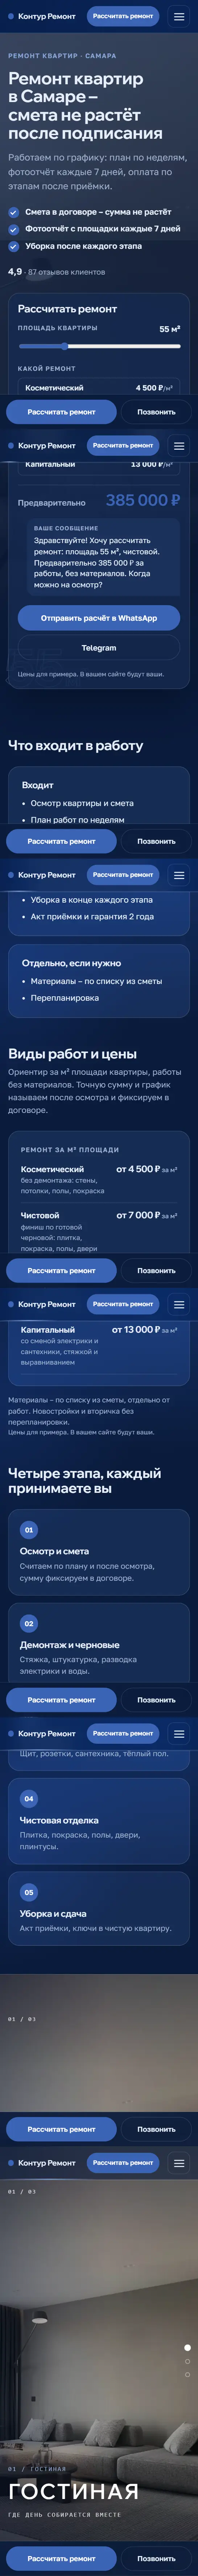 Контур Ремонт
Рассчитать ремонт
РЕМОНТ КВАРТИР · САМАРА
Ремонт квартир
в Самаре –
смета не растёт
после подписания
Работаем по графику: план по неделям,
фотоотчёт каждые 7 дней, оплата по
этапам после приёмки.
Смета в договоре – сумма не растёт
Фотоотчёт с площадки каждые 7 дней
Уборка после каждого этапа
4,9 · 87 отзывов клиентов
Рассчитать ремонт
ПЛОЩАДЬ КВАРТИРЫ 55 м²
КАКОЙ РЕМОНТ
Косметический 4 500 ₽/м²
Рассчитать ремонт Позвонить
Контур Ремонт
Рассчитать ремонт
Капитальный 13 000 ₽/м²
Предварительно 385 000 ₽
ВАШЕ СООБЩЕНИЕ
Здравствуйте! Хочу рассчитать
ремонт: площадь 55 м², чистовой.
Предварительно 385 000 ₽ за
работы, без материалов. Когда
можно на осмотр?
Отправить расчёт в WhatsApp
Telegram
Цены для примера. В вашем сайте будут ваши.
Что входит в работу
Входит
• Осмотр квартиры и смета
• План работ по неделям
Рассчитать ремонт Позвонить
Контур Ремонт
Рассчитать ремонт
• Уборка в конце каждого этапа
• Акт приёмки и гарантия 2 года
Отдельно, если нужно
• Материалы – по списку из сметы
• Перепланировка
Виды работ и цены
Ориентир за м² площади квартиры, работы
без материалов. Точную сумму и график
называем после осмотра и фиксируем в
договоре.
РЕМОНТ ЗА М² ПЛОЩАДИ
Косметический от 4 500 ₽ за м²
без демонтажа: стены,
потолки, полы, покраска
Чистовой от 7 000 ₽ за м²
финиш по готовой
черновой: плитка,
покраска, полы, двери
Рассчитать ремонт Позвонить
Контур Ремонт
Рассчитать ремонт
Капитальный от 13 000 ₽ за м²
со сменой электрики и
сантехники, стяжкой и
выравниванием
Материалы – по списку из сметы, отдельно от
работ. Новостройки и вторичка без
перепланировки.
Цены для примера. В вашем сайте будут ваши.
Четыре этапа, каждый
принимаете вы
01
Осмотр и смета
Считаем по плану и после осмотра,
сумму фиксируем в договоре.
02
Демонтаж и черновые
Стяжка, штукатурка, разводка
электрики и воды.
Рассчитать ремонт Позвонить
Контур Ремонт
Рассчитать ремонт
Щит, розетки, сантехника, тёплый пол.
04
Чистовая отделка
Плитка, покраска, полы, двери,
плинтусы.
05
Уборка и сдача
Акт приёмки, ключи в чистую квартиру.
01 / 03
Рассчитать ремонт Позвонить
Контур Ремонт
Рассчитать ремонт
01 / 03
01 / ГОСТИНАЯ
ГОСТИНАЯ
ГДЕ ДЕНЬ СОБИРАЕТСЯ ВМЕСТЕ
Рассчитать ремонт Позвонить